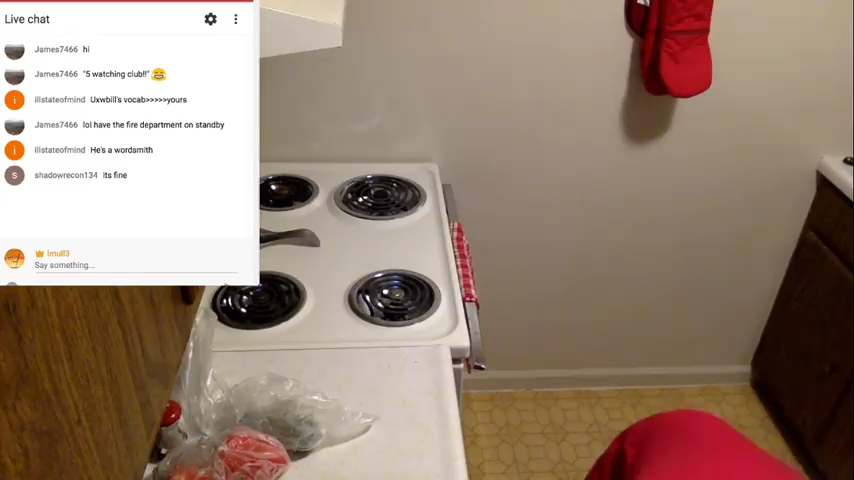 Live chat
James7466 hi
James7466 "5 watching club!!" 😂
illstateofmind Uxwbill's vocab>>>>>yours
James7466 lol have the fire department on standby
illstateofmind He's a wordsmith
shadowrecon134 Its fine
lmull3
Say something...